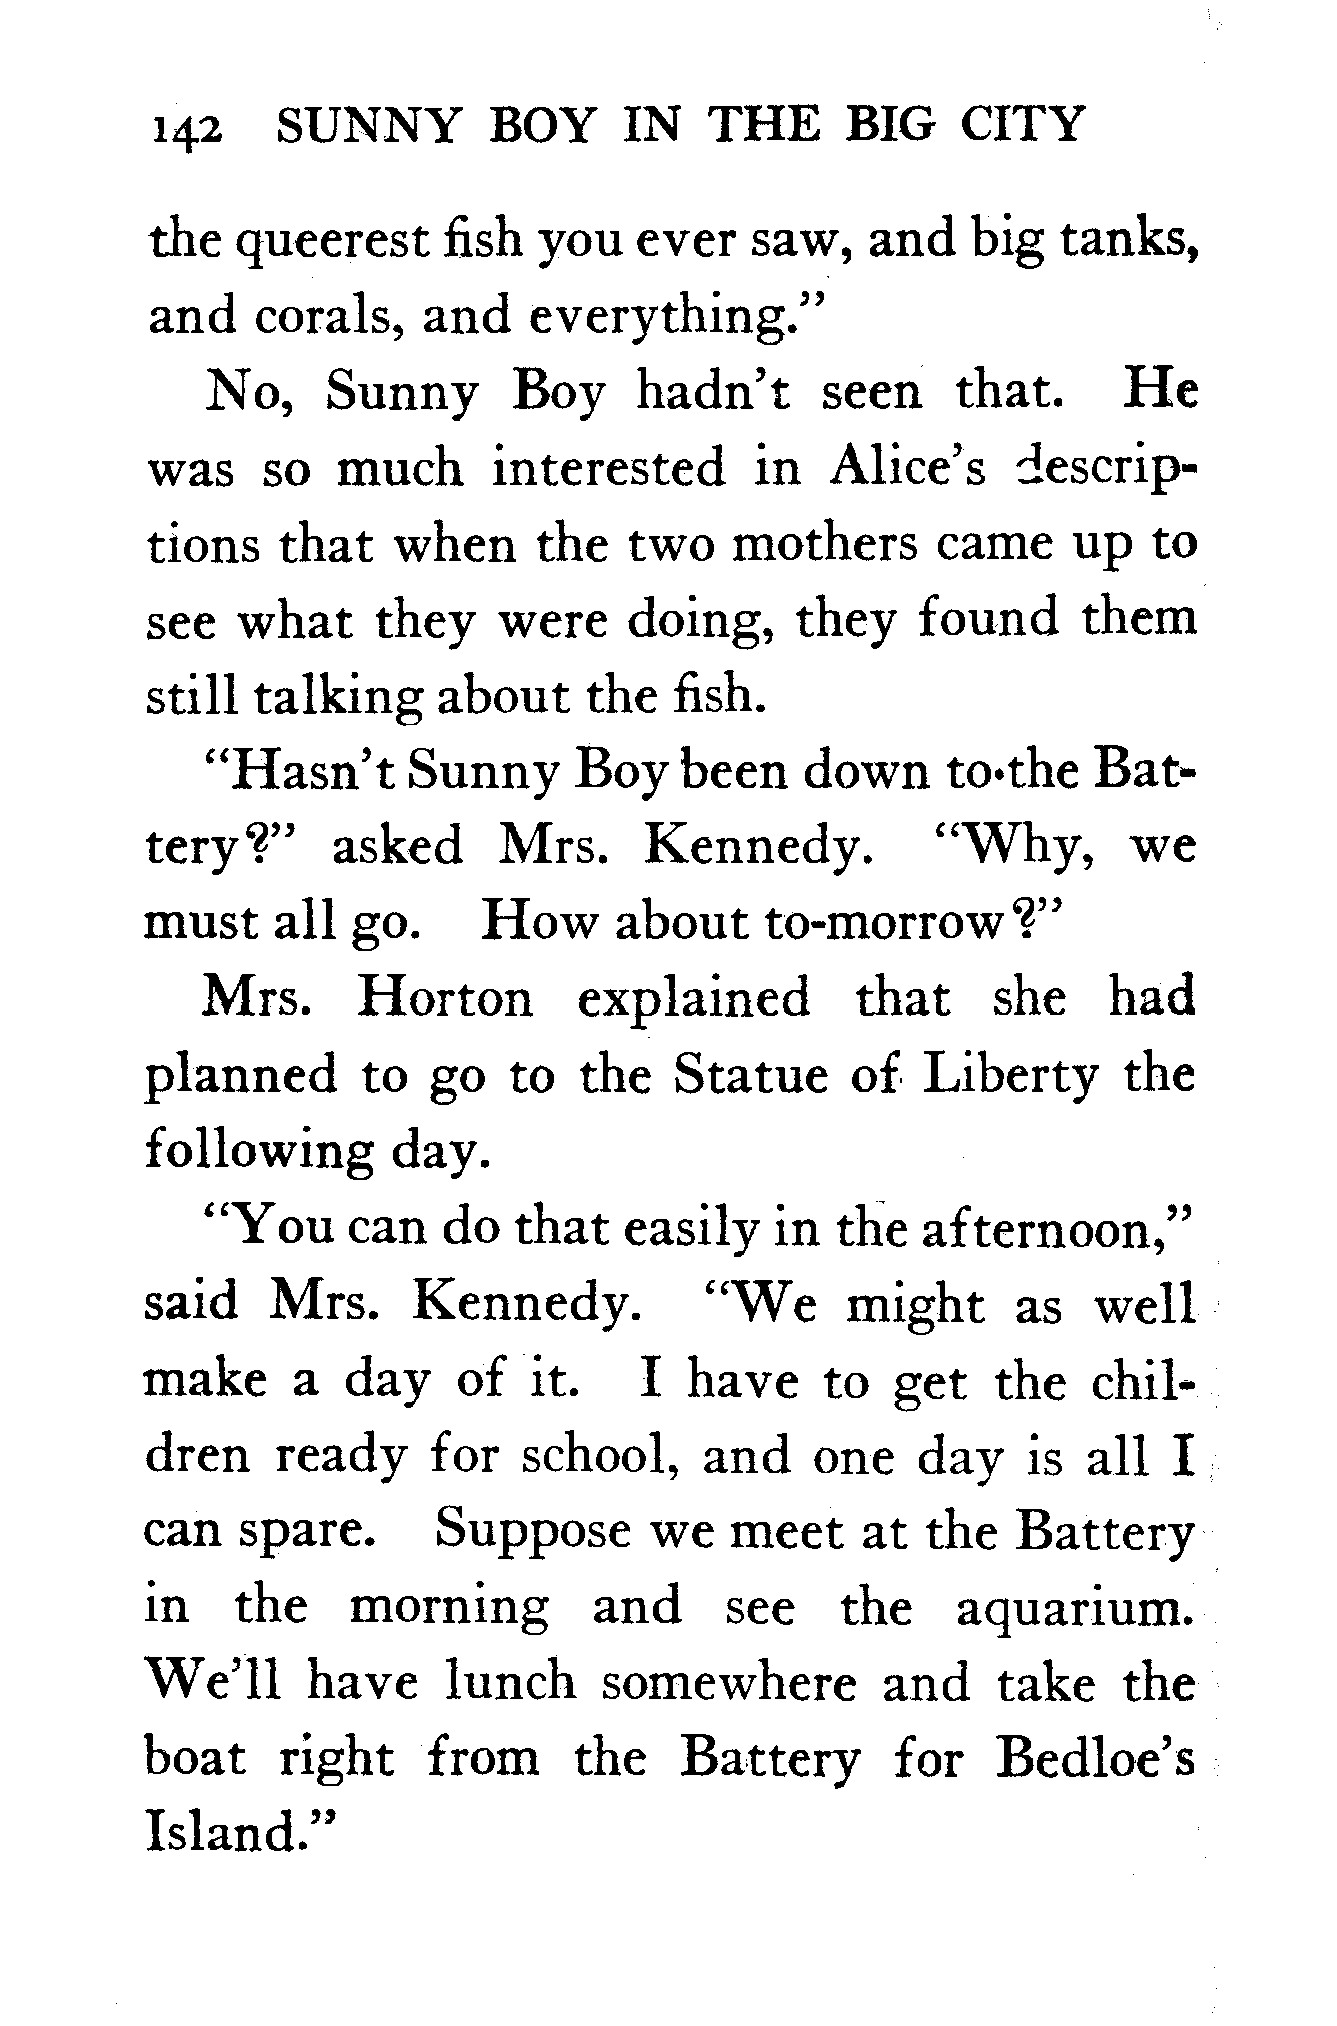 142 SUNNY BOY IN THE BIG CITY
the queerest fish you ever saw, and big tanks,
and corals, and everything.”
No, Sunny Boy hadn’t seen that. He
was so much interested in Alice’s descrip-
tions that when the two mothers came up to
see what they were doing, they found them
still talking about the fish.
“Hasn’t Sunny Boy been down to the Bat-
tery?” asked Mrs. Kennedy. “Why, we
must all go. How about to-morrow?”
Mrs. Horton explained that she had
planned to go to the Statue of Liberty the
following day.
“You can do that easily in the afternoon,”
said Mrs. Kennedy. “We might as well
make a day of it. I have to get the chil-
dren ready for school, and one day is all I
can spare. Suppose we meet at the Battery
in the morning and see the aquarium.
We’ll have lunch somewhere and take the
boat right from the Battery for Bedloe’s
Island.”